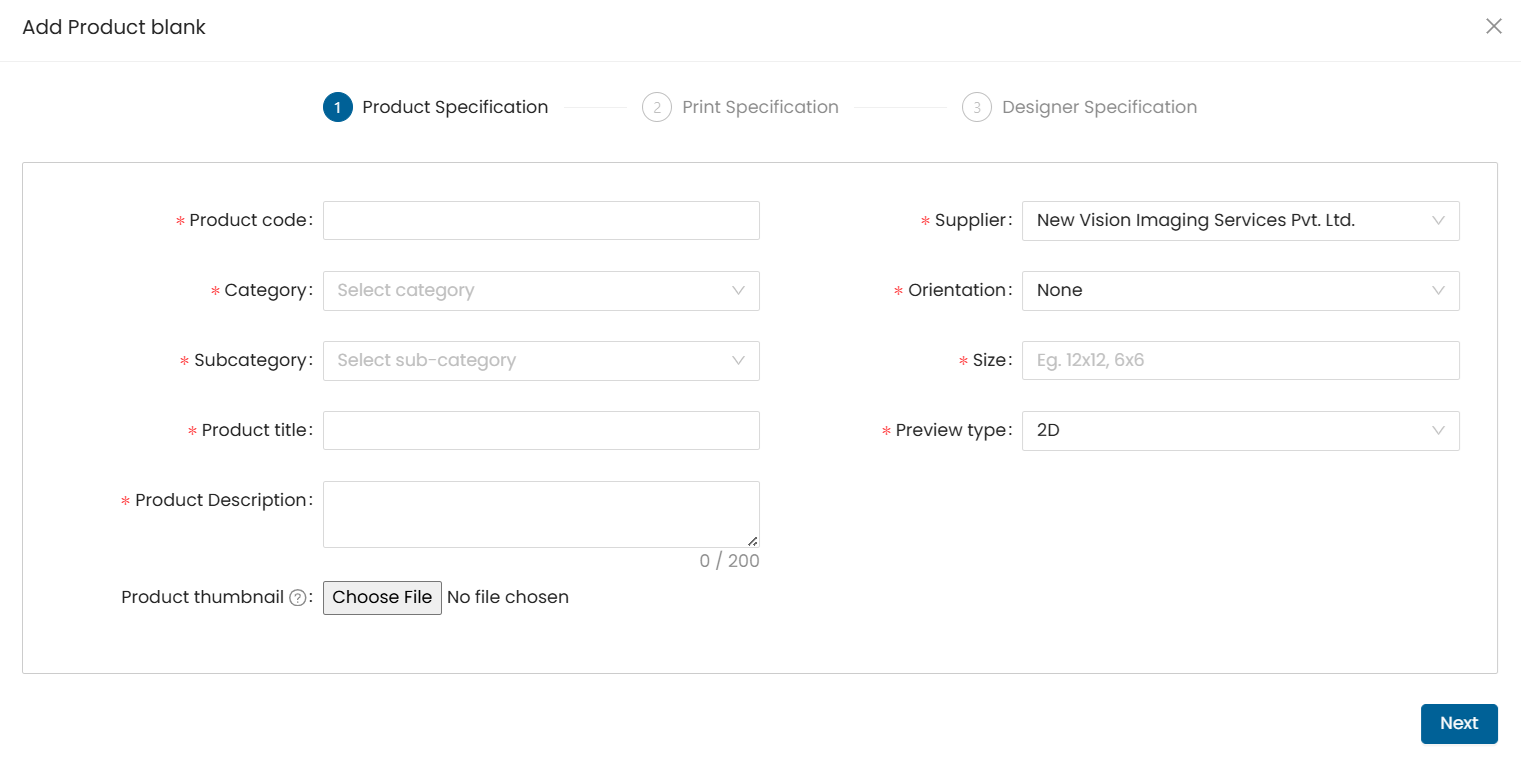 Add Product blank
1 Product Specification 2 Print Specification 3 Designer Specification
* Product code:
* Supplier: New Vision Imaging Services Pvt. Ltd.
* Category: Select category
* Orientation: None
* Subcategory: Select sub-category
* Size: Eg. 12x12, 6x6
* Product title:
* Preview type: 2D
* Product Description:
0 / 200
Product thumbnail ?: Choose File No file chosen
Next